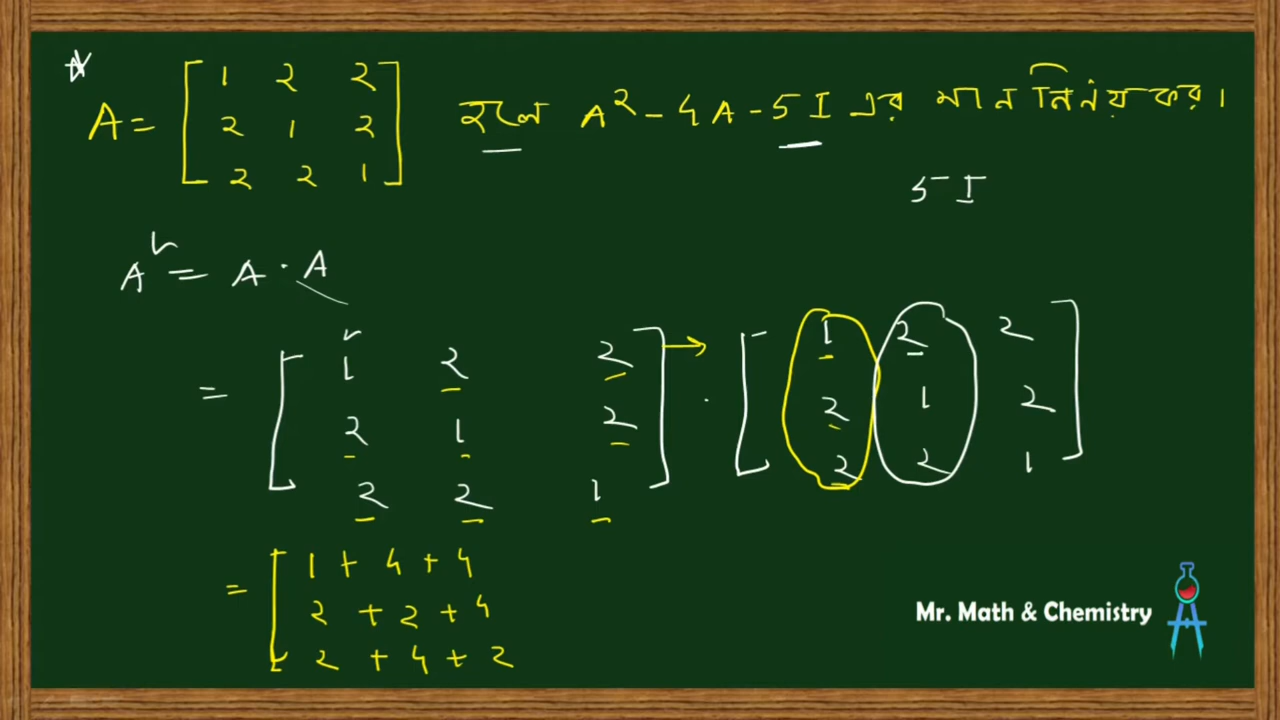 A = [ 1 2 2 হলে A² - 4A - 5I এর মান নির্নয় কর।
2 1 2
2 2 1 ]
5I
A² = A · A
= [ 1 2 2 → · [ 1 2 2
2 1 2 2 1 2
2 2 1 ] 2 2 1 ]
= [ 1 + 4 + 4
2 + 2 + 4
2 + 4 + 2
Mr. Math & Chemistry